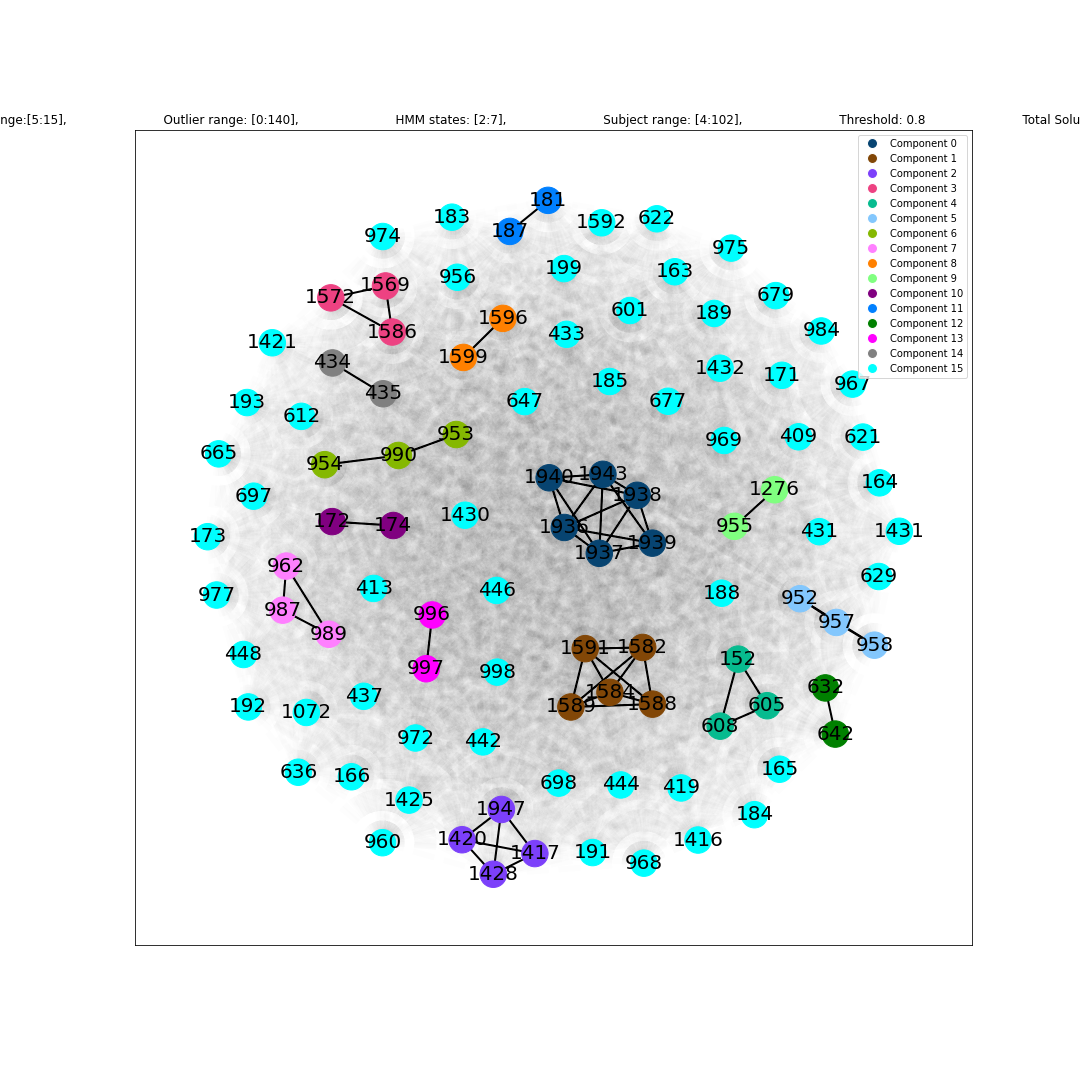 nge:[5:15], Outlier range: [0:140], HMM states: [2:7], Subject range: [4:102], Threshold: 0.8 Total Solu
Component 0
Component 1
Component 2
Component 3
Component 4
Component 5
Component 6
Component 7
Component 8
Component 9
Component 10
Component 11
Component 12
Component 13
Component 14
Component 15
181
183 187 1592 622
974 975
956 199 163
1572 1569 679
1596 601 189
1586 433 984
1421 1599
434 1432 171
435 185 967
193 612 647 677
953 969 409 621
665 954 990
1940 1943 164
697 1938 1276
172 174 1430 1936 955 431 1431
173 1937 1939
962 629
977 413 446 188 952
987 996 957
989 958
448 1591 1582 152
997 998
437 1584 632
192 1072 1589 1588 605
972 442 608 642
636 166 698 444 419 165
1425 1947 184
960 1420 1417 191 1416
968
1428